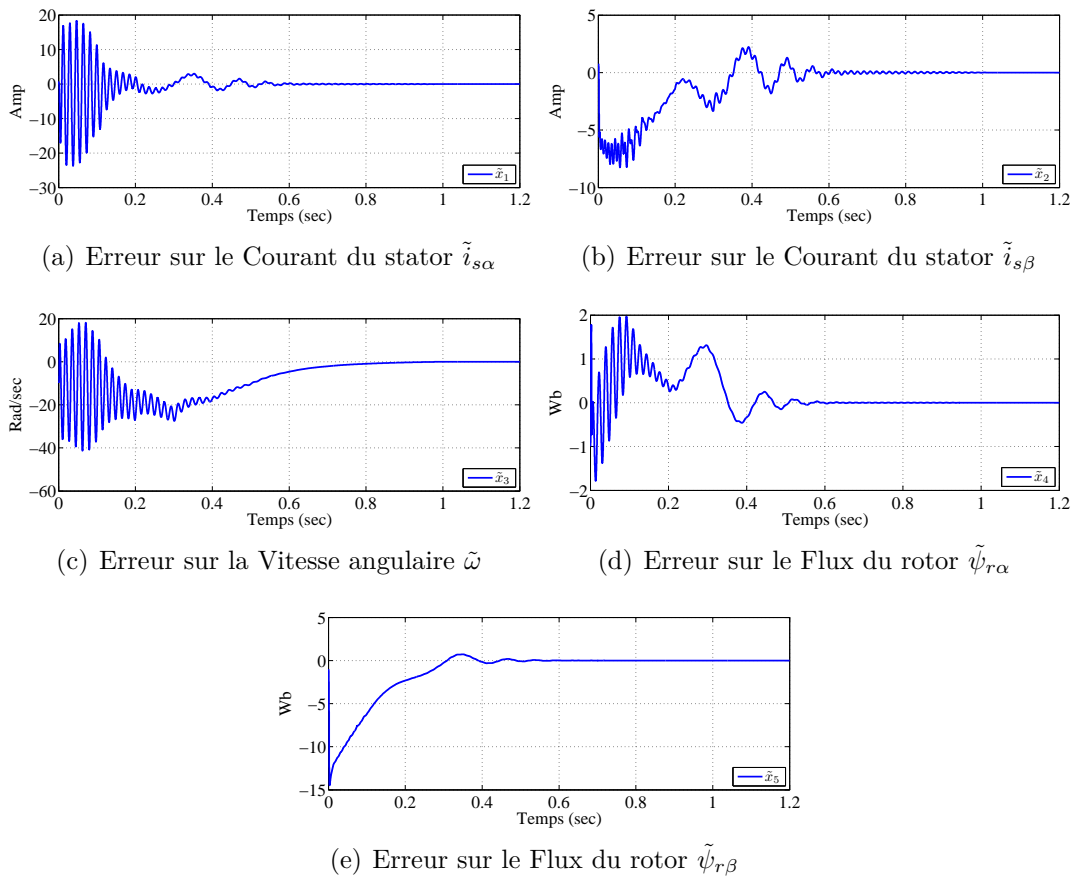 20
10
0
−10
−20
−30
Amp
0 0.2 0.4 0.6 0.8 1 1.2
Temps (sec)
x̃₁
(a) Erreur sur le Courant du stator ĩ_{sα}
5
0
−5
−10
Amp
0 0.2 0.4 0.6 0.8 1 1.2
Temps (sec)
x̃₂
(b) Erreur sur le Courant du stator ĩ_{sβ}
20
0
−20
−40
−60
Rad/sec
0 0.2 0.4 0.6 0.8 1 1.2
Temps (sec)
x̃₃
(c) Erreur sur la Vitesse angulaire ω̃
2
1
0
−1
−2
Wb
0 0.2 0.4 0.6 0.8 1 1.2
Temps (sec)
x̃₄
(d) Erreur sur le Flux du rotor ψ̃_{rα}
5
0
−5
−10
−15
Wb
0 0.2 0.4 0.6 0.8 1 1.2
Temps (sec)
x̃₅
(e) Erreur sur le Flux du rotor ψ̃_{rβ}